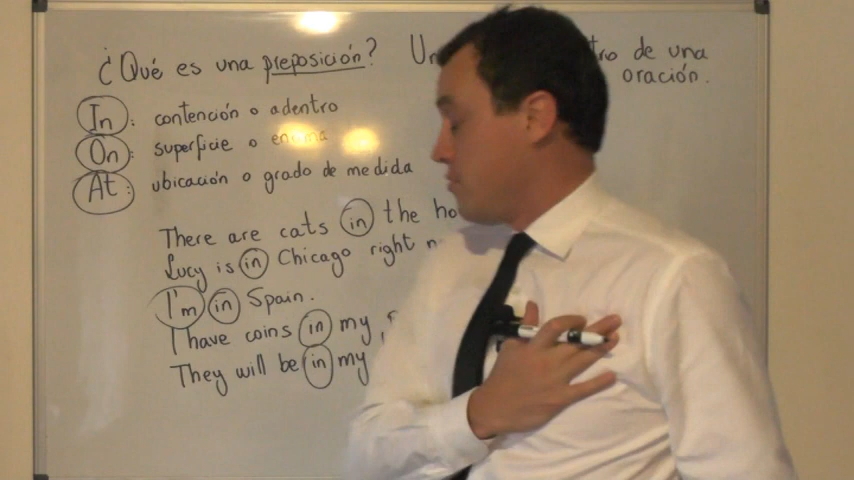 ¿Qué es una preposición? Un de una
oración.
In: contención o adentro
On: superficie o encima
At: ubicación o grado de medida
There are cats in the
Lucy is in Chicago right
I'm in Spain.
I have coins in my
They will be in my